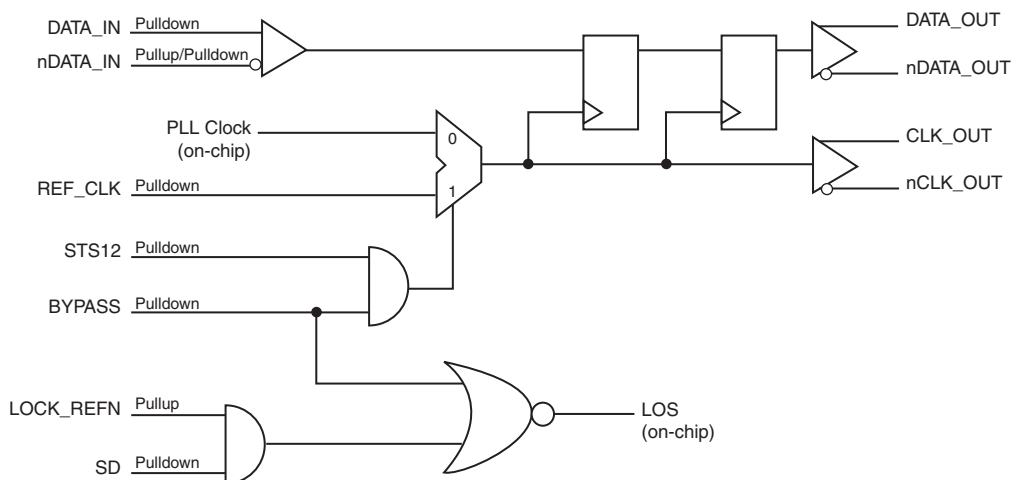 DATA_IN Pulldown
nDATA_IN Pullup/Pulldown
DATA_OUT
nDATA_OUT
PLL Clock
(on-chip)
0
CLK_OUT
REF_CLK Pulldown
1
nCLK_OUT
STS12 Pulldown
BYPASS Pulldown
LOCK_REFN Pullup
LOS
(on-chip)
SD Pulldown